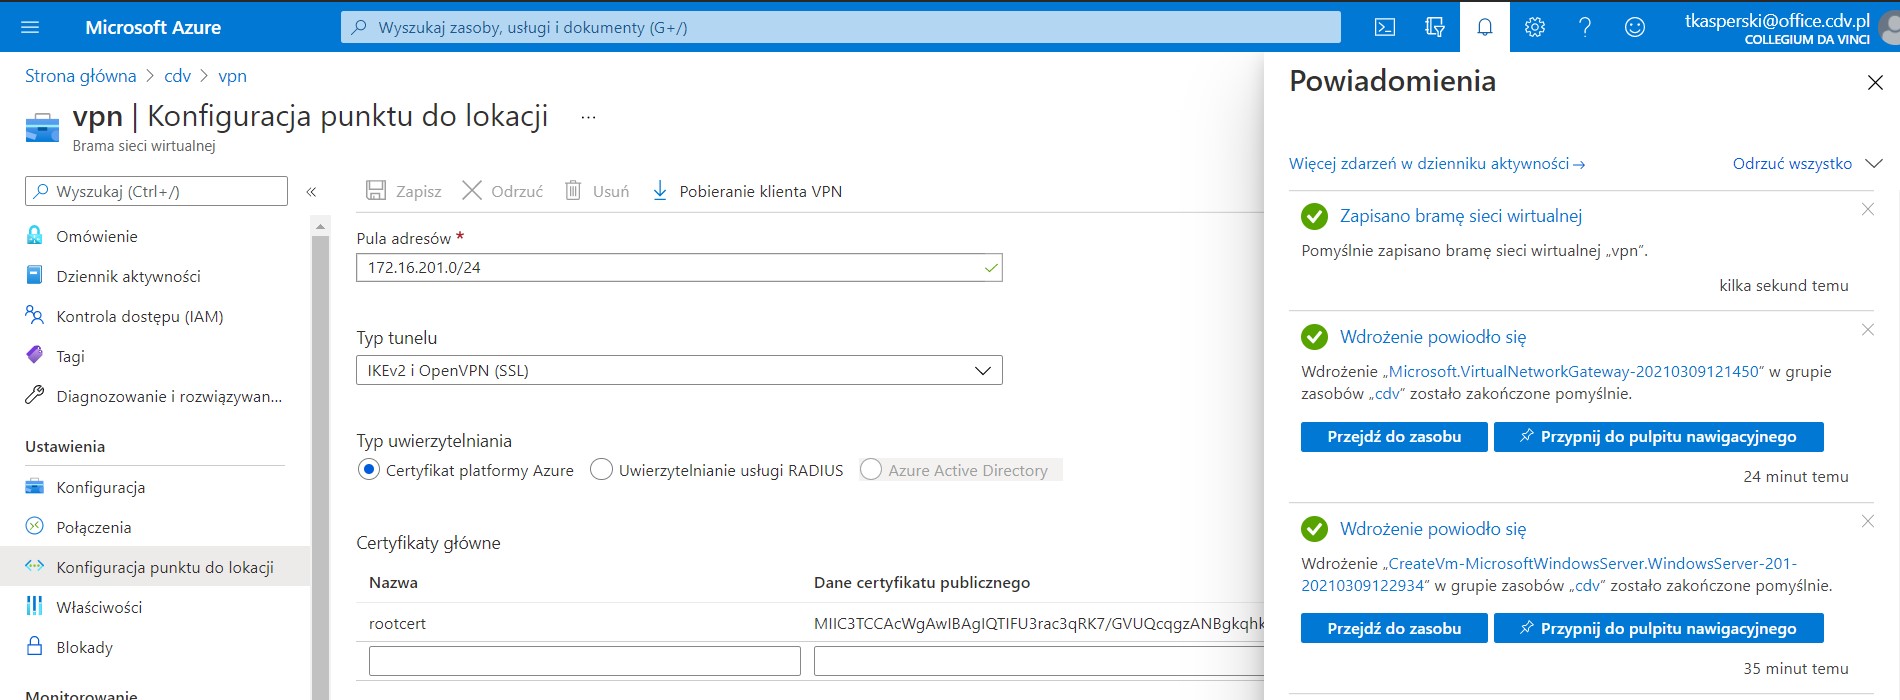 Microsoft Azure
Wyszukaj zasoby, usługi i dokumenty (G+/)
tkasperski@office.cdv.pl
COLLEGIUM DA VINCI
Strona główna > cdv > vpn
vpn | Konfiguracja punktu do lokacji ...
Brama sieci wirtualnej
Wyszukaj (Ctrl+/)
«
Omówienie
Dziennik aktywności
Kontrola dostępu (IAM)
Tagi
Diagnozowanie i rozwiązywan...
Ustawienia
Konfiguracja
Połączenia
Konfiguracja punktu do lokacji
Właściwości
Blokady
Monitorowanie
Zapisz
Odrzuć
Usuń
Pobieranie klienta VPN
Pula adresów *
172.16.201.0/24
Typ tunelu
IKEv2 i OpenVPN (SSL)
Typ uwierzytelniania
Certyfikat platformy Azure
Uwierzytelnianie usługi RADIUS
Azure Active Directory
Certyfikaty główne
Nazwa
Dane certyfikatu publicznego
rootcert
MIIC3TCCAcWgAwIBAgIQTIFU3rac3qRK7/GVUQcqgzANBgkqhk
Powiadomienia
Więcej zdarzeń w dzienniku aktywności→
Odrzuć wszystko
Zapisano bramę sieci wirtualnej
Pomyślnie zapisano bramę sieci wirtualnej „vpn”.
kilka sekund temu
Wdrożenie powiodło się
Wdrożenie „Microsoft.VirtualNetworkGateway-20210309121450” w grupie
zasobów „cdv” zostało zakończone pomyślnie.
Przejdź do zasobu
Przypnij do pulpitu nawigacyjnego
24 minut temu
Wdrożenie powiodło się
Wdrożenie „CreateVm-MicrosoftWindowsServer.WindowsServer-201-
20210309122934” w grupie zasobów „cdv” zostało zakończone pomyślnie.
Przejdź do zasobu
Przypnij do pulpitu nawigacyjnego
35 minut temu